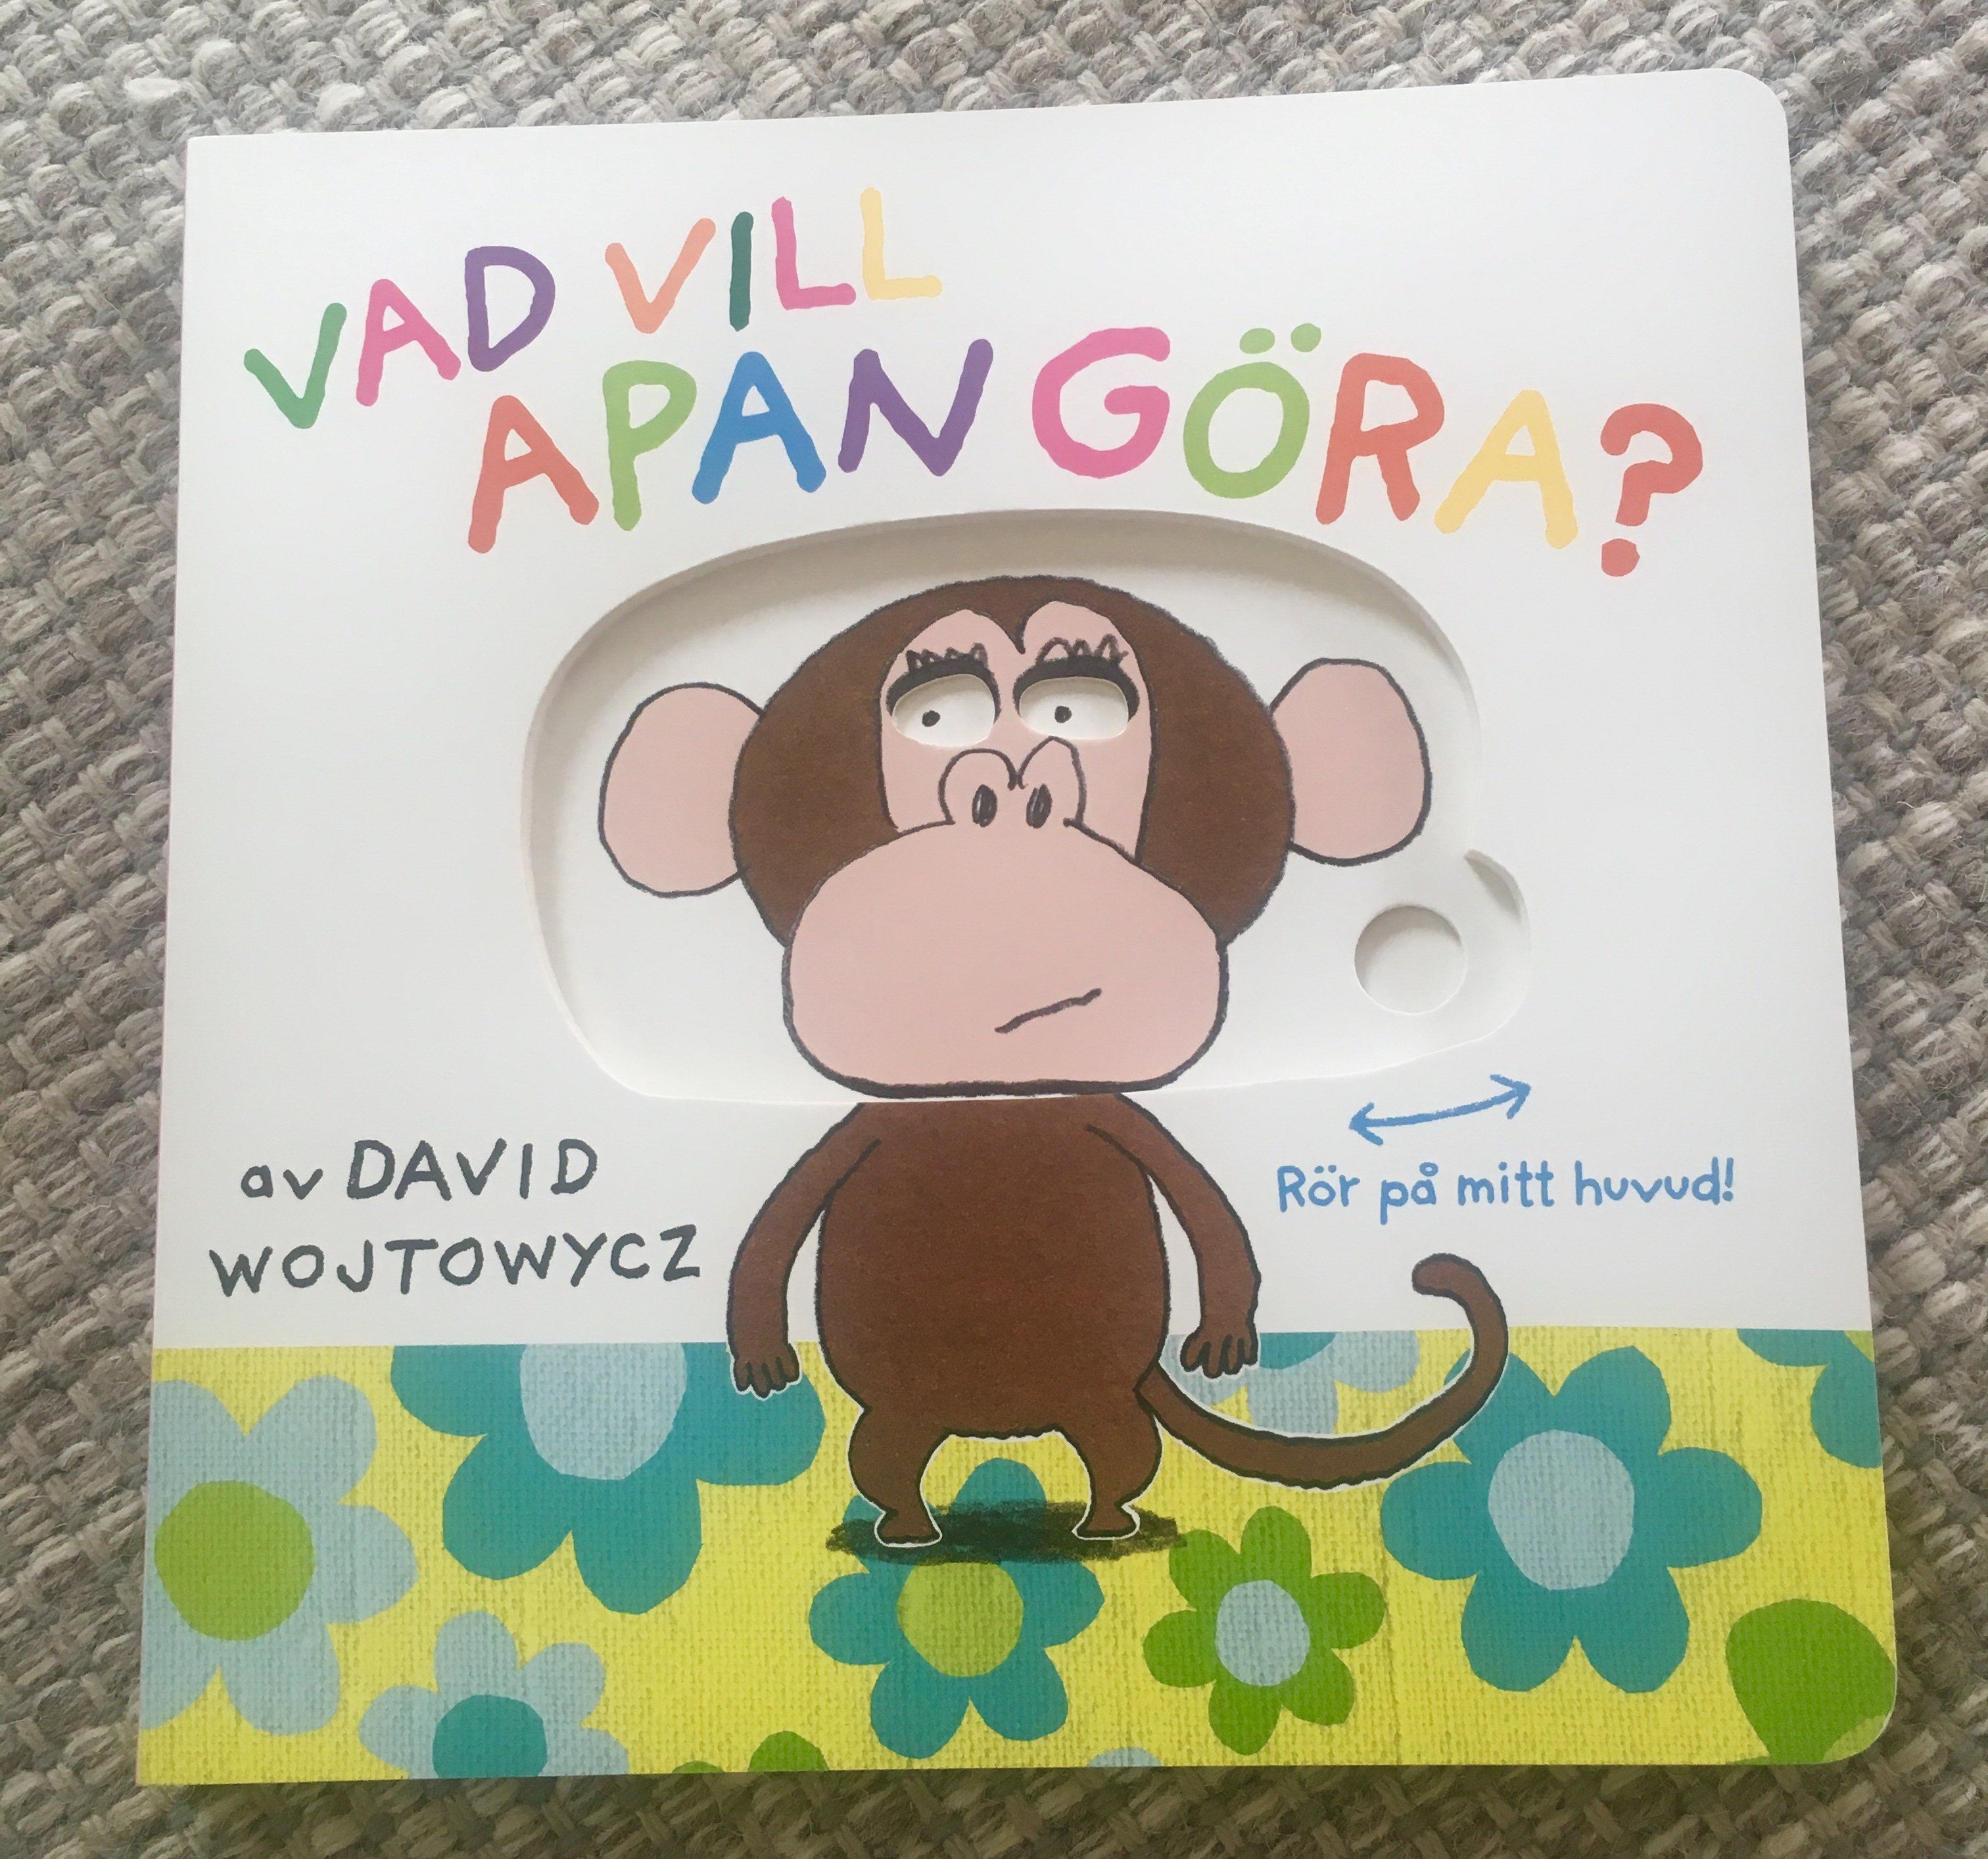 VAD VILL
APAN GÖRA?
av DAVID
WOJTOWYCZ
Rör på mitt huvud!